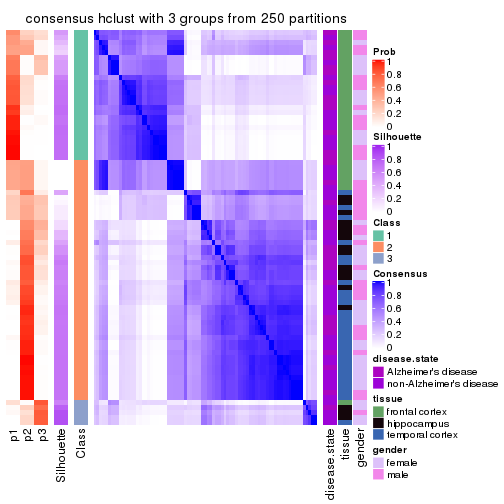 consensus hclust with 3 groups from 250 partitions
Prob
1
0.8
0.6
0.4
0.2
0
Silhouette
1
0.8
0.6
0.4
0.2
0
Class
1
2
3
Consensus
1
0.8
0.6
0.4
0.2
0
disease.state
Alzheimer's disease
non-Alzheimer's disease
tissue
frontal cortex
hippocampus
temporal cortex
gender
female
male
p1
p2
p3
Silhouette
Class
disease.state
tissue
gender